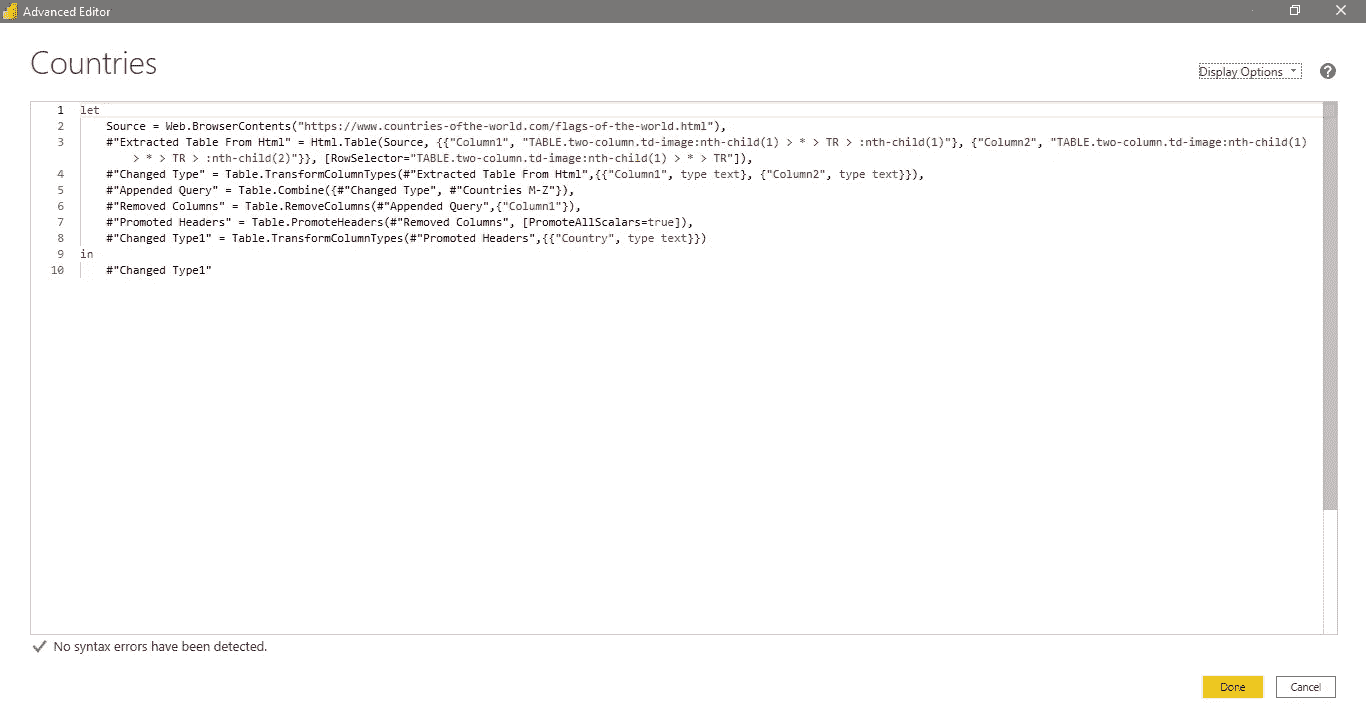 Advanced Editor
Countries
Display Options
?
1 let
2 Source = Web.BrowserContents("https://www.countries-ofthe-world.com/flags-of-the-world.html"),
3 #"Extracted Table From Html" = Html.Table(Source, {{"Column1", "TABLE.two-column.td-image:nth-child(1) > * > TR > :nth-child(1)"}, {"Column2", "TABLE.two-column.td-image:nth-child(1)
> * > TR > :nth-child(2)"}}, [RowSelector="TABLE.two-column.td-image:nth-child(1) > * > TR"]),
4 #"Changed Type" = Table.TransformColumnTypes(#"Extracted Table From Html",{{"Column1", type text}, {"Column2", type text}}),
5 #"Appended Query" = Table.Combine({#"Changed Type", #"Countries M-Z"}),
6 #"Removed Columns" = Table.RemoveColumns(#"Appended Query",{"Column1"}),
7 #"Promoted Headers" = Table.PromoteHeaders(#"Removed Columns", [PromoteAllScalars=true]),
8 #"Changed Type1" = Table.TransformColumnTypes(#"Promoted Headers",{{"Country", type text}})
9 in
10 #"Changed Type1"
No syntax errors have been detected.
Done
Cancel